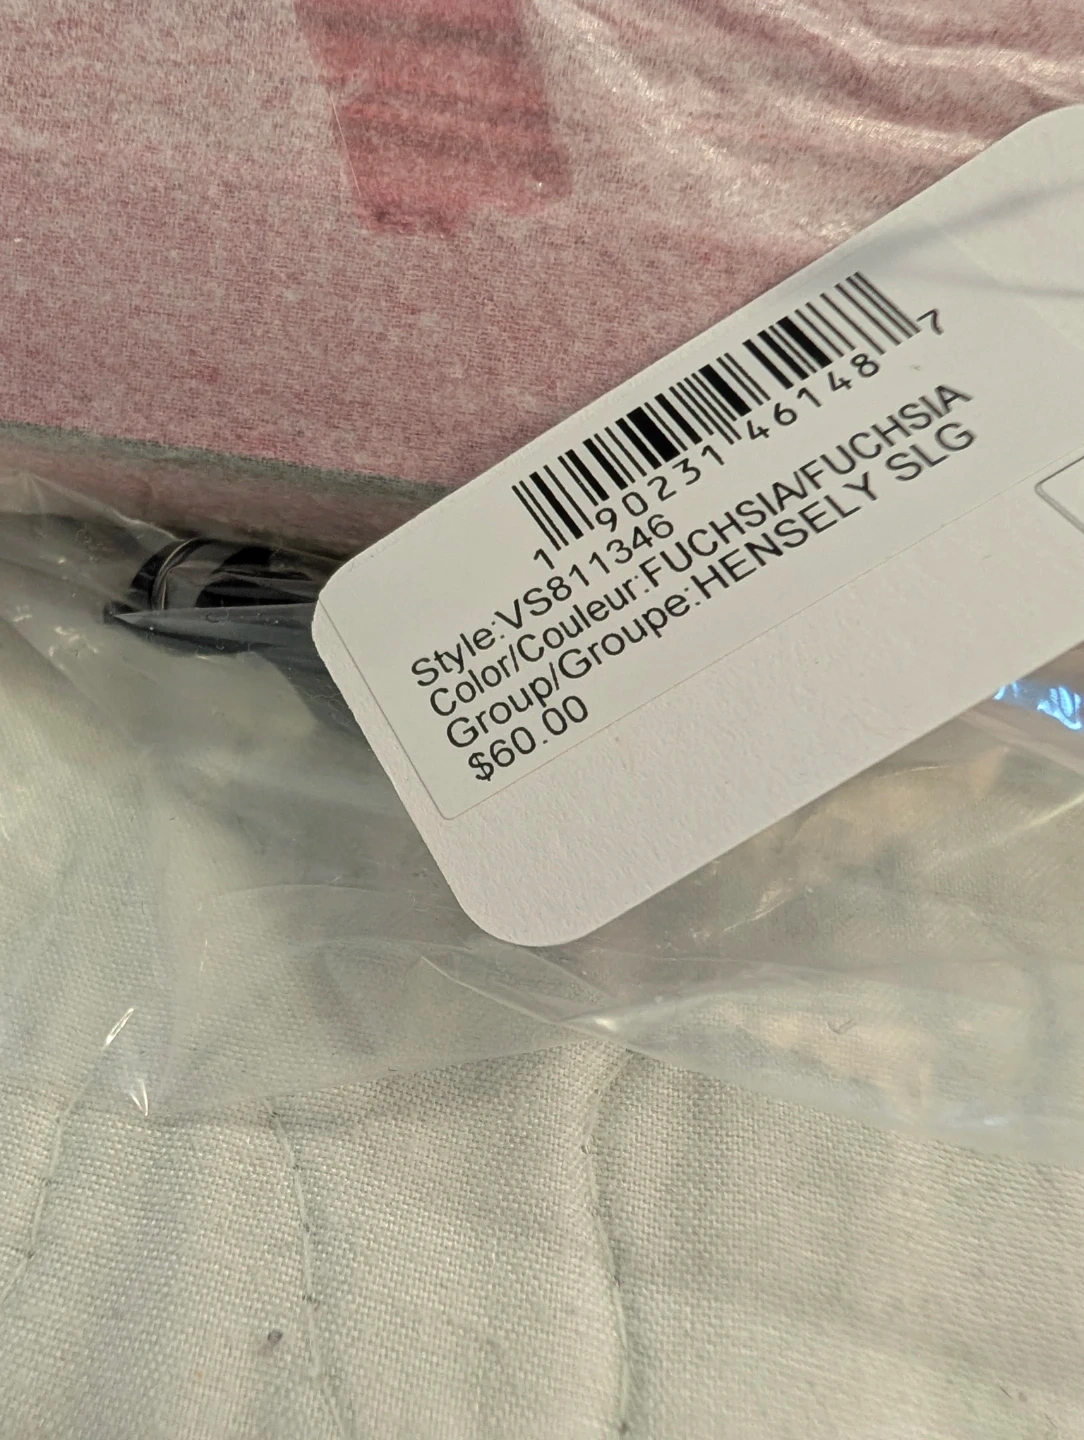 1 90231 46148 7
Style:VS811346
Color/Couleur:FUCHSIA/FUCHSIA
Group/Groupe:HENSELY SLG
$60.00